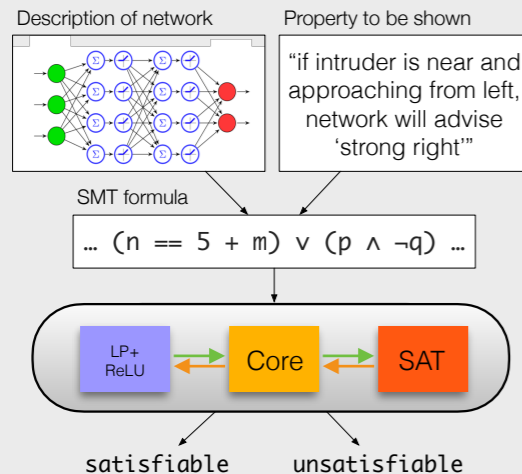 Description of network
Property to be shown
Σ Σ
Σ Σ
Σ Σ
Σ Σ
“if intruder is near and
approaching from left,
network will advise
‘strong right’”
SMT formula
… (n == 5 + m) ∨ (p ∧ ¬q) …
LP+
ReLU
Core
SAT
satisfiable
unsatisfiable